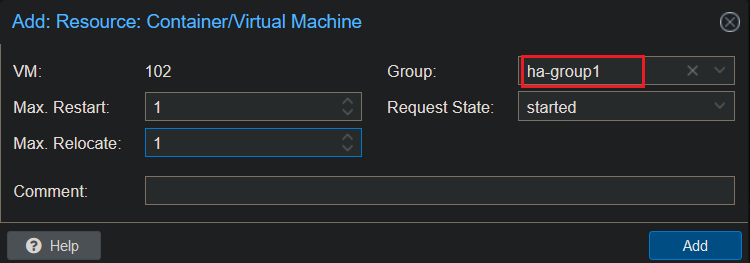 Add: Resource: Container/Virtual Machine
VM: 102 Group: ha-group1
Max. Restart: 1 Request State: started
Max. Relocate: 1
Comment:
Help Add